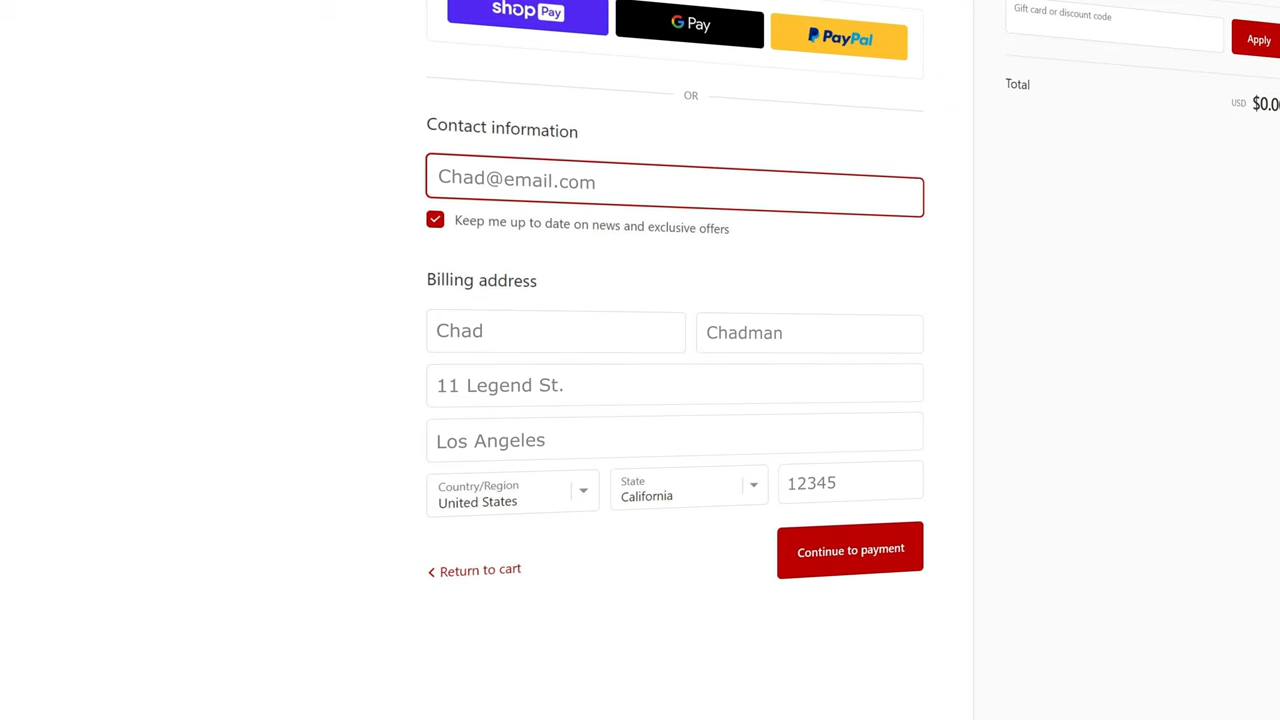 shop Pay
G Pay
PayPal
OR
Contact information
Chad@email.com
Keep me up to date on news and exclusive offers
Billing address
Chad
Chadman
11 Legend St.
Los Angeles
Country/Region
United States
State
California
12345
Continue to payment
Return to cart
Gift card or discount code
Apply
Total
USD $0.0